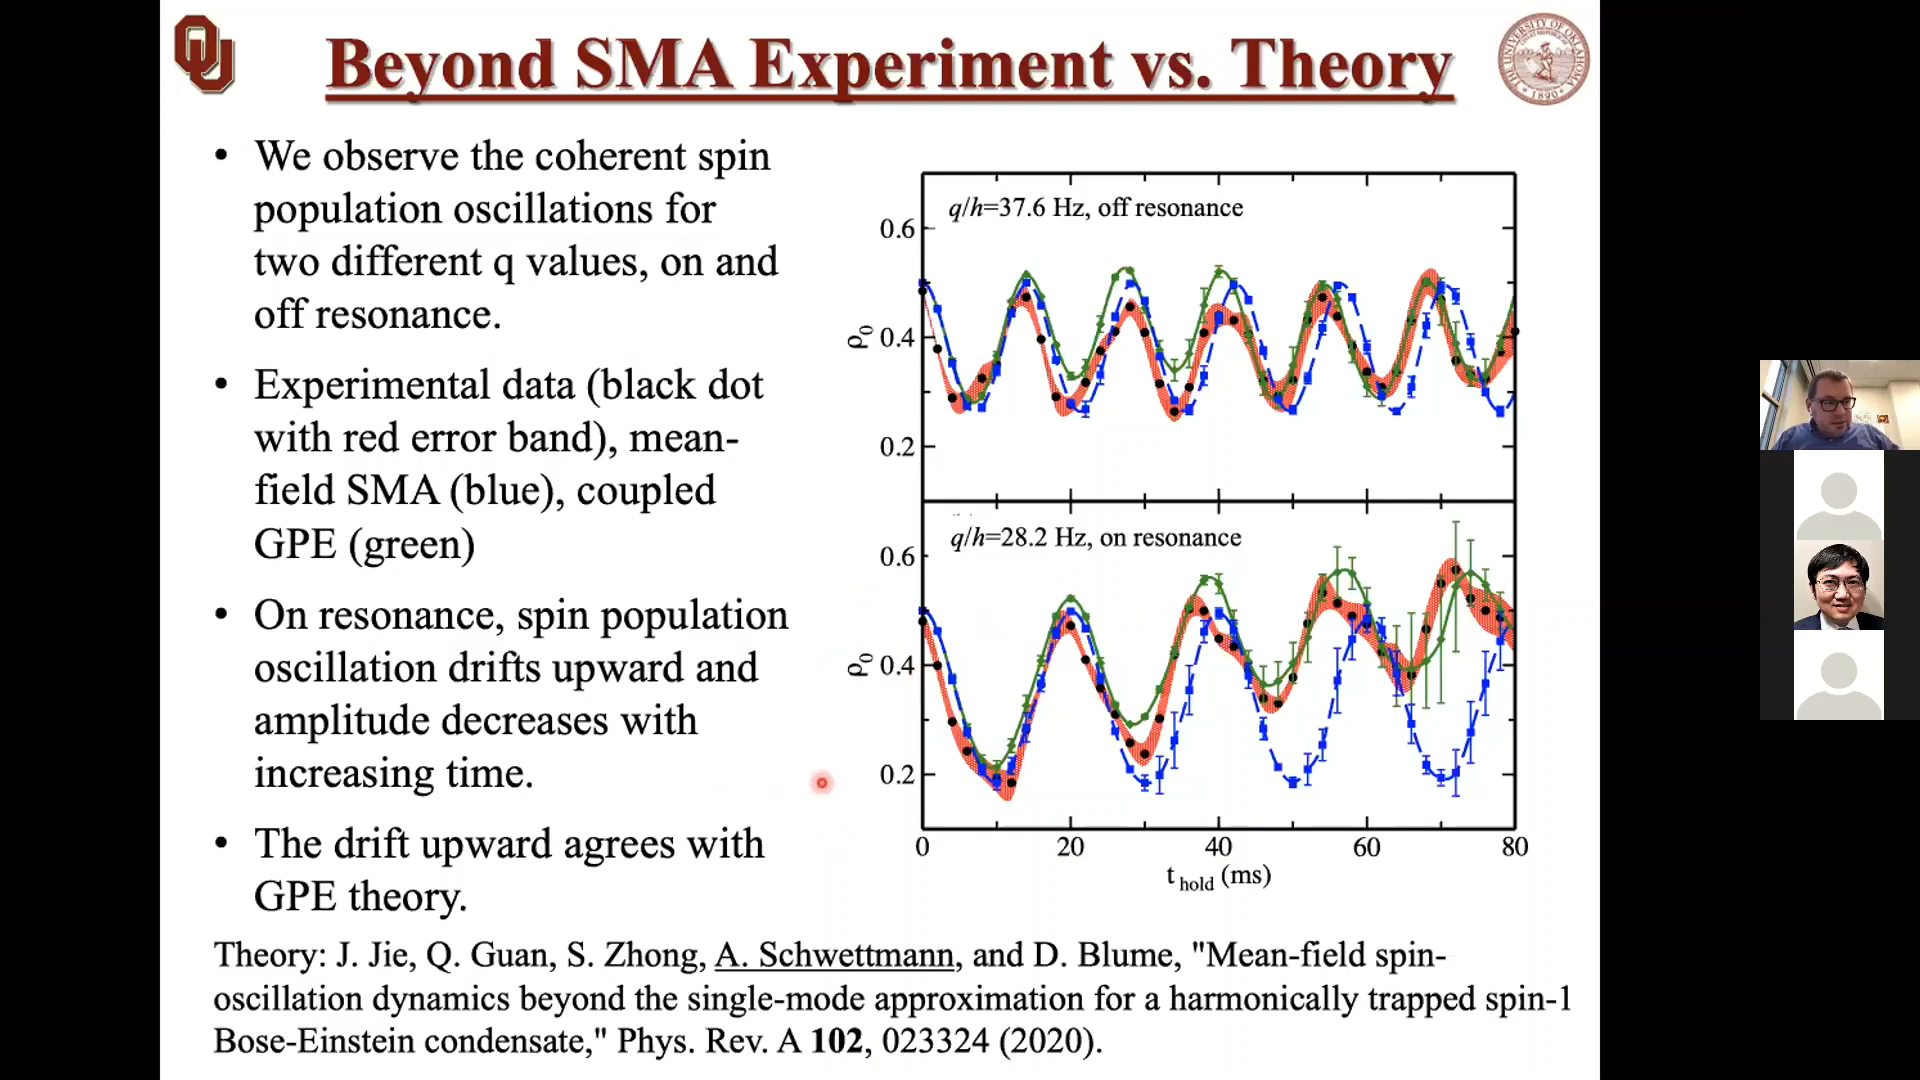 Beyond SMA Experiment vs. Theory
• We observe the coherent spin
population oscillations for
two different q values, on and
off resonance.
• Experimental data (black dot
with red error band), mean-
field SMA (blue), coupled
GPE (green)
• On resonance, spin population
oscillation drifts upward and
amplitude decreases with
increasing time.
• The drift upward agrees with
GPE theory.
q/h=37.6 Hz, off resonance
0.6
0.4
0.2
ρ0
q/h=28.2 Hz, on resonance
0.6
0.4
0.2
ρ0
0 20 40 60 80
t hold (ms)
Theory: J. Jie, Q. Guan, S. Zhong, A. Schwettmann, and D. Blume, "Mean-field spin-
oscillation dynamics beyond the single-mode approximation for a harmonically trapped spin-1
Bose-Einstein condensate," Phys. Rev. A 102, 023324 (2020).
OU
THE UNIVERSITY OF OKLAHOMA
1890